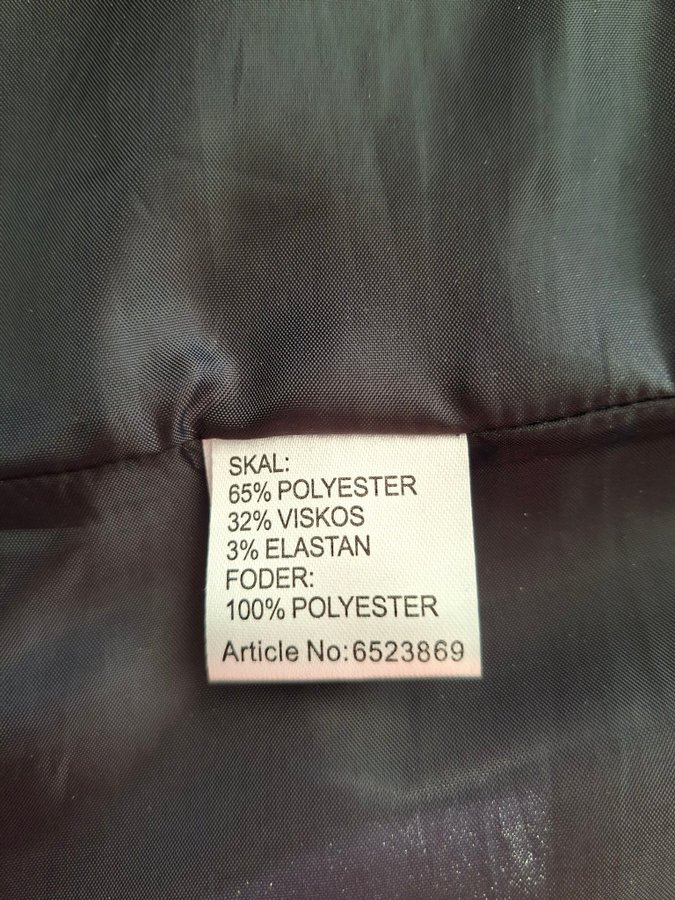 SKAL:
65% POLYESTER
32% VISKOS
3% ELASTAN
FODER:
100% POLYESTER
Article No:6523869